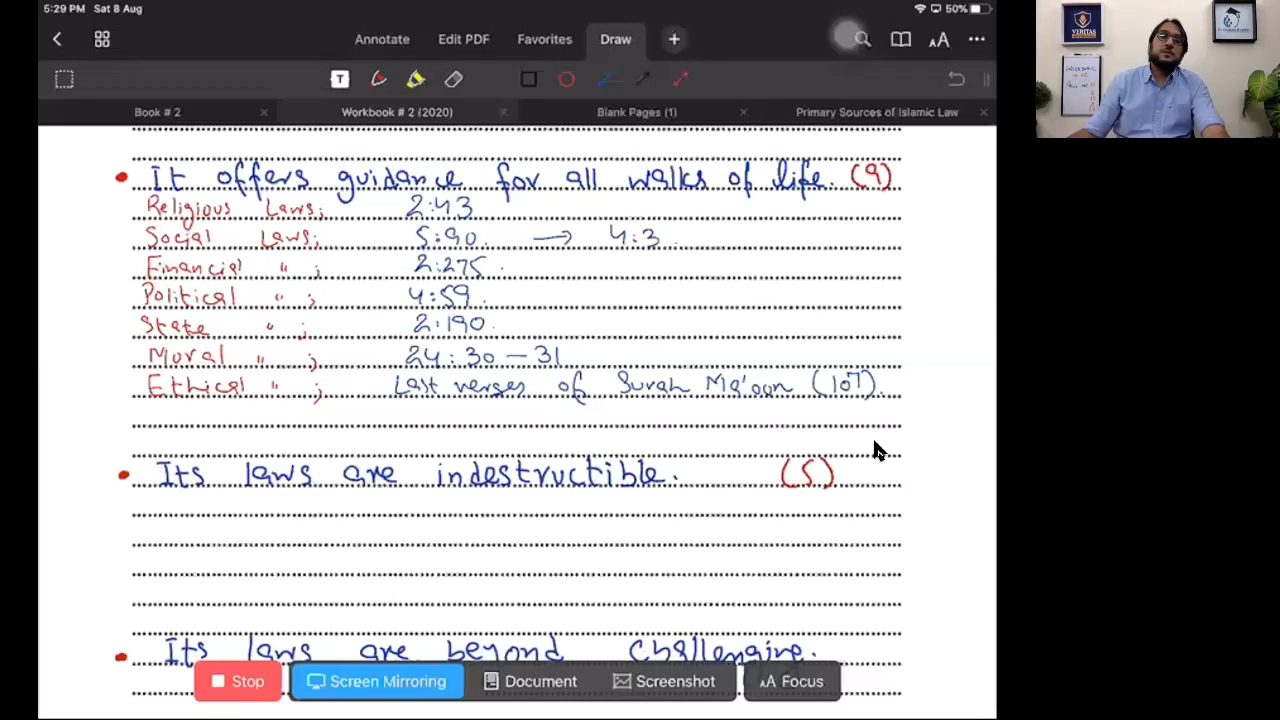 5:29 PM Sat 8 Aug 50%
Annotate Edit PDF Favorites Draw
Book # 2 Workbook # 2 (2020) Blank Pages (1) Primary Sources of Islamic Law
• It offers guidance for all walks of life. (9)
Religious Laws; 2:43
Social Laws; 5:90. → 4:3.
Financial " ; 2:275.
Political " ; 4:59.
State " ; 2:190.
Moral " ; 24:30-31
Ethical " ; Last verses of Surah Ma'oon (107).
• Its laws are indestructible. (5)
• Its laws are beyond challenging.
Stop Screen Mirroring Document Screenshot AA Focus
VERITAS